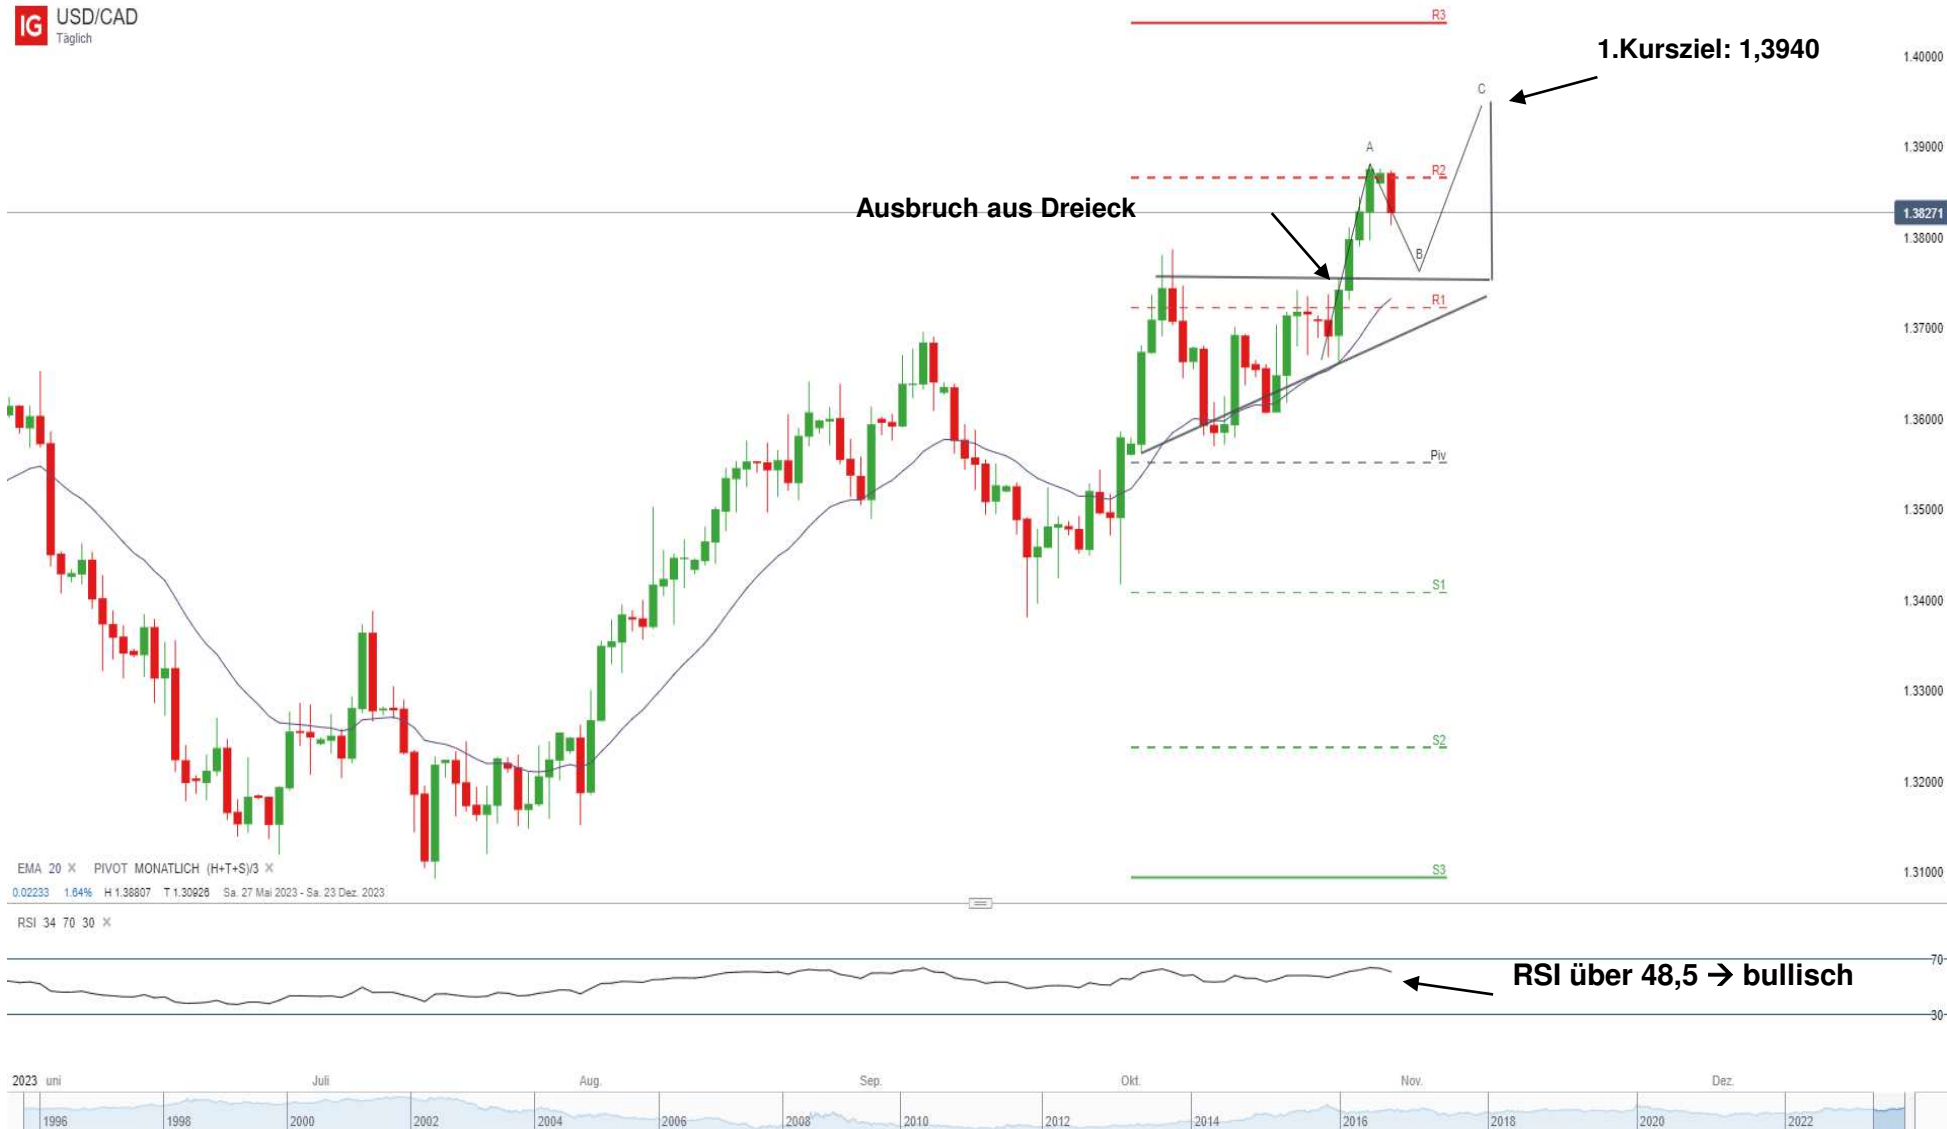 IG USD/CAD
Täglich
R3
1.Kursziel: 1,3940
1.40000
C
1.39000
A
R2
Ausbruch aus Dreieck
1.38271
1.38000
B
R1
1.37000
1.36000
Piv
1.35000
S1
1.34000
1.33000
S2
1.32000
EMA 20 X PIVOT MONATLICH (H+T+S)/3 X
S3
1.31000
0.02233 1.64% H 1.38807 T 1.30926 Sa. 27 Mai 2023 - Sa. 23 Dez. 2023
RSI 34 70 30 X
70
RSI über 48,5 → bullisch
30
2023 uni Juli Aug. Sep. Okt. Nov. Dez.
1996 1998 2000 2002 2004 2006 2008 2010 2012 2014 2016 2018 2020 2022